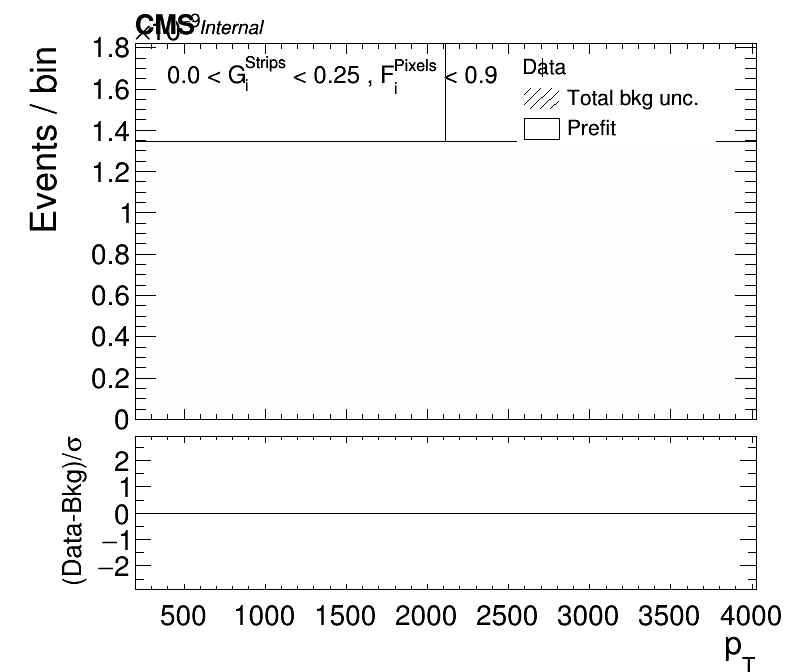 CMS Internal
×10⁻⁹
Events / bin
1.8
1.6
1.4
1.2
1
0.8
0.6
0.4
0.2
0
0.0 < G_i^Strips < 0.25 , F_i^Pixels < 0.9
Data
Total bkg unc.
Prefit
(Data-Bkg)/σ
2
1
0
−1
−2
500 1000 1500 2000 2500 3000 3500 4000
p_T